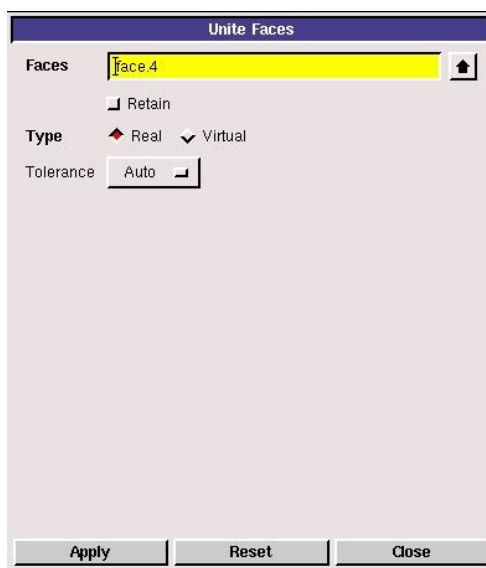 Unite Faces
Faces face.4
Retain
Type Real Virtual
Tolerance Auto
Apply Reset Close